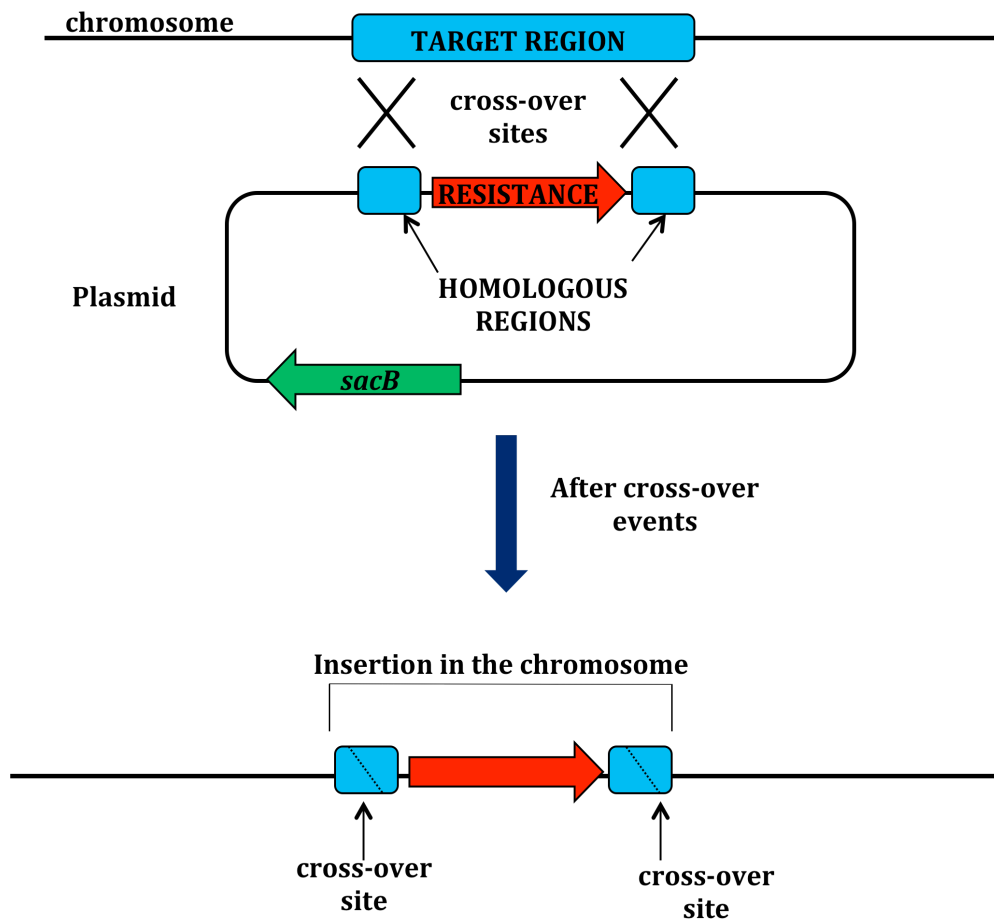 chromosome
TARGET REGION
cross-over
sites
RESISTANCE
HOMOLOGOUS
REGIONS
Plasmid
sacB
After cross-over
events
Insertion in the chromosome
cross-over
site
cross-over
site